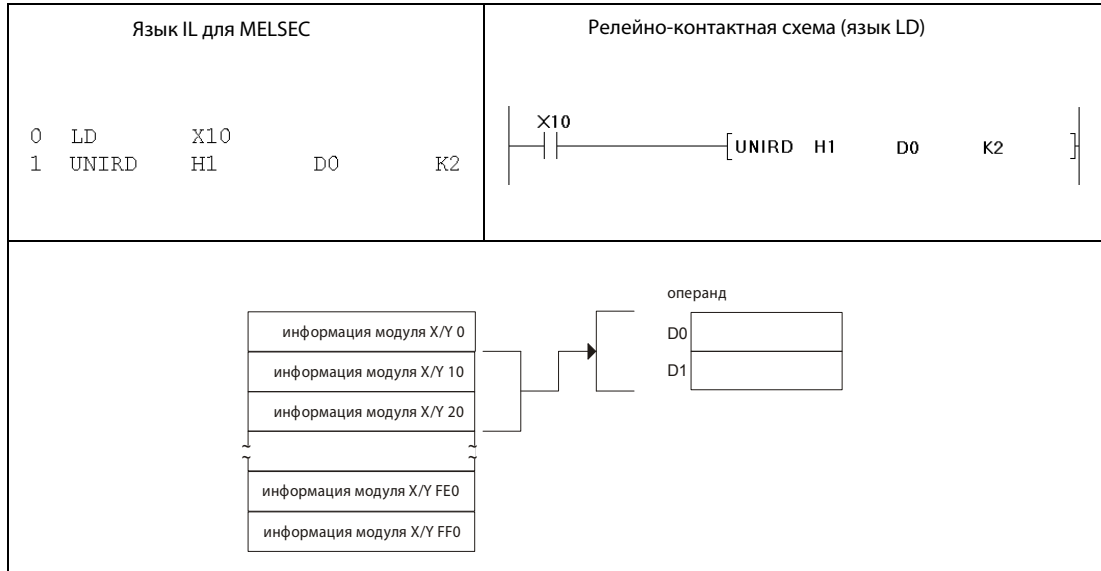 Язык IL для MELSEC
0 LD X10
1 UNIRD H1 D0 K2
Релейно-контактная схема (язык LD)
X10
UNIRD H1 D0 K2
операнд
информация модуля X/Y 0
информация модуля X/Y 10
информация модуля X/Y 20
~ ~
~ ~
информация модуля X/Y FE0
информация модуля X/Y FF0
D0
D1